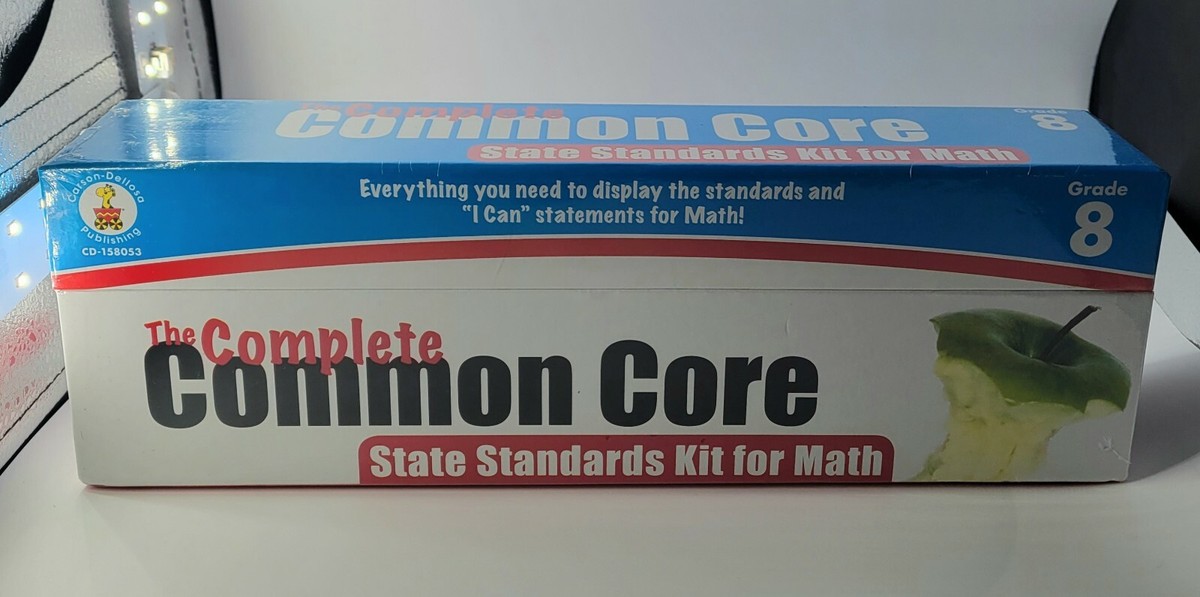 The Complete
Common Core
State Standards Kit for Math
Grade
8
Carson-Dellosa
Publishing
CD-158053
Everything you need to display the standards and
"I Can" statements for Math!
Grade
8
The Complete
Common Core
State Standards Kit for Math